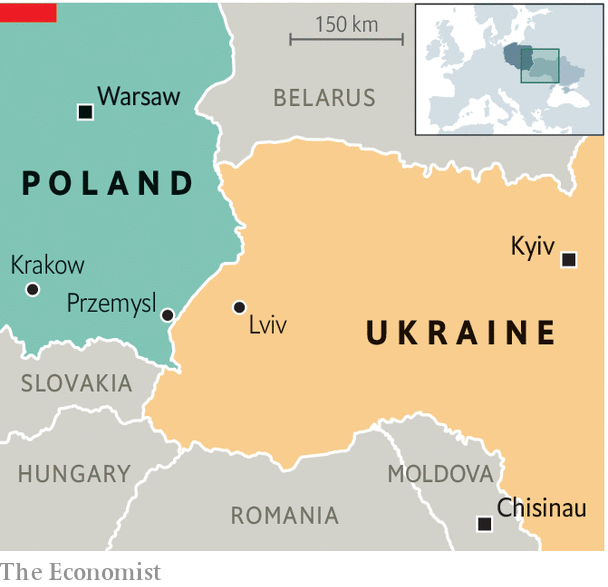 150 km
BELARUS
Warsaw
POLAND
Kyiv
Krakow
Przemysl
Lviv
UKRAINE
SLOVAKIA
HUNGARY
MOLDOVA
Chisinau
ROMANIA
The Economist